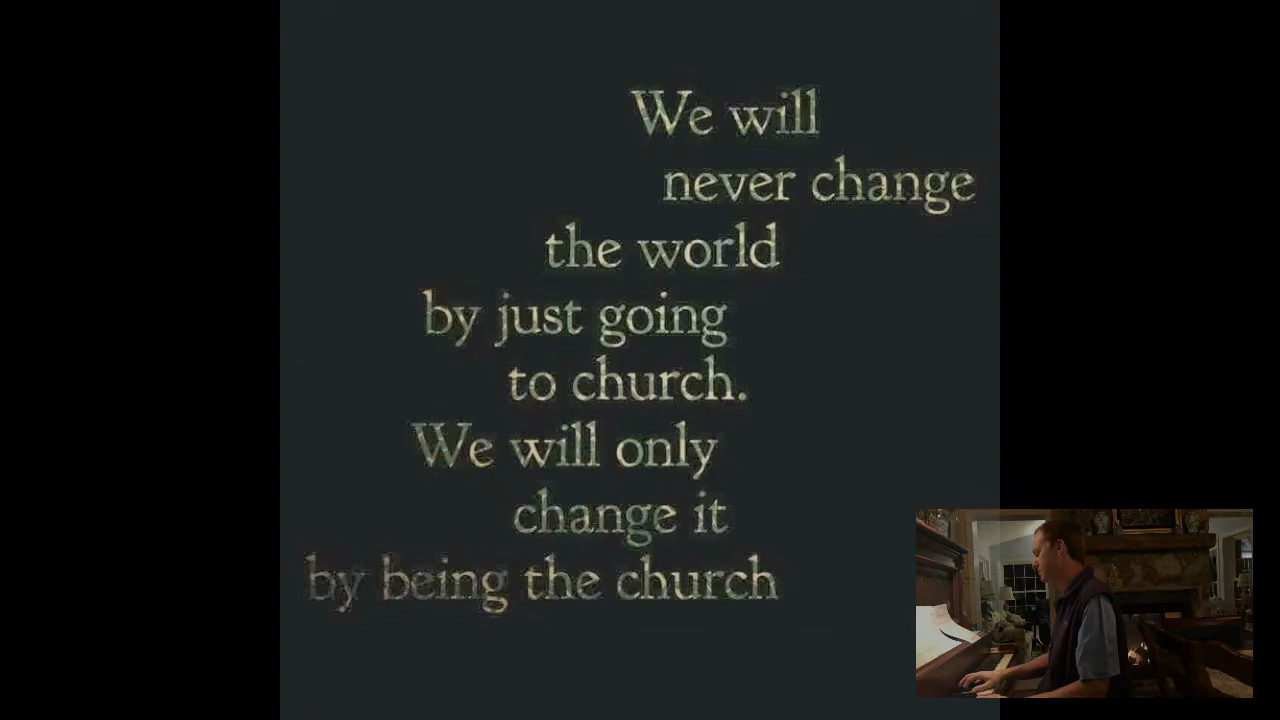 We will
never change
the world
by just going
to church.
We will only
change it
by being the church